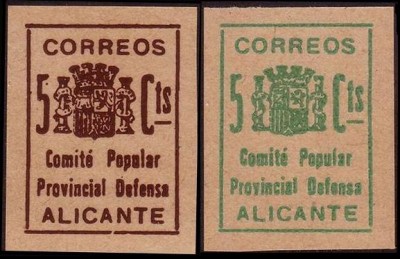 CORREOS
5 Cts
Comité Popular
Provincial Defensa
ALICANTE
CORREOS
5 Cts
Comité Popular
Provincial Defensa
ALICANTE